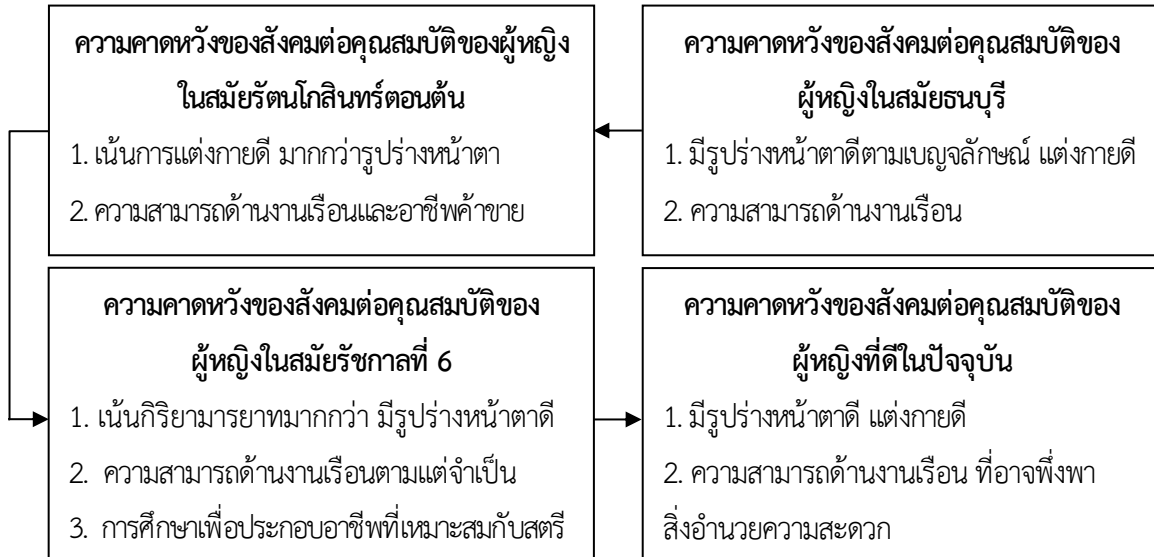 ความคาดหวังของสังคมต่อคุณสมบัติของผู้หญิง
ในสมัยรัตนโกสินทร์ตอนต้น
1. เน้นการแต่งกายดี มากกว่ารูปร่างหน้าตา
2. ความสามารถด้านงานเรือนและอาชีพค้าขาย
ความคาดหวังของสังคมต่อคุณสมบัติของ
ผู้หญิงในสมัยธนบุรี
1. มีรูปร่างหน้าตาดีตามเบญจลักษณ์ แต่งกายดี
2. ความสามารถด้านงานเรือน
ความคาดหวังของสังคมต่อคุณสมบัติของ
ผู้หญิงในสมัยรัชกาลที่ 6
1. เน้นกิริยามารยาทมากกว่า มีรูปร่างหน้าตาดี
2. ความสามารถด้านงานเรือนตามแต่จำเป็น
3. การศึกษาเพื่อประกอบอาชีพที่เหมาะสมกับสตรี
ความคาดหวังของสังคมต่อคุณสมบัติของ
ผู้หญิงที่ดีในปัจจุบัน
1. มีรูปร่างหน้าตาดี แต่งกายดี
2. ความสามารถด้านงานเรือน ที่อาจพึ่งพา
สิ่งอำนวยความสะดวก